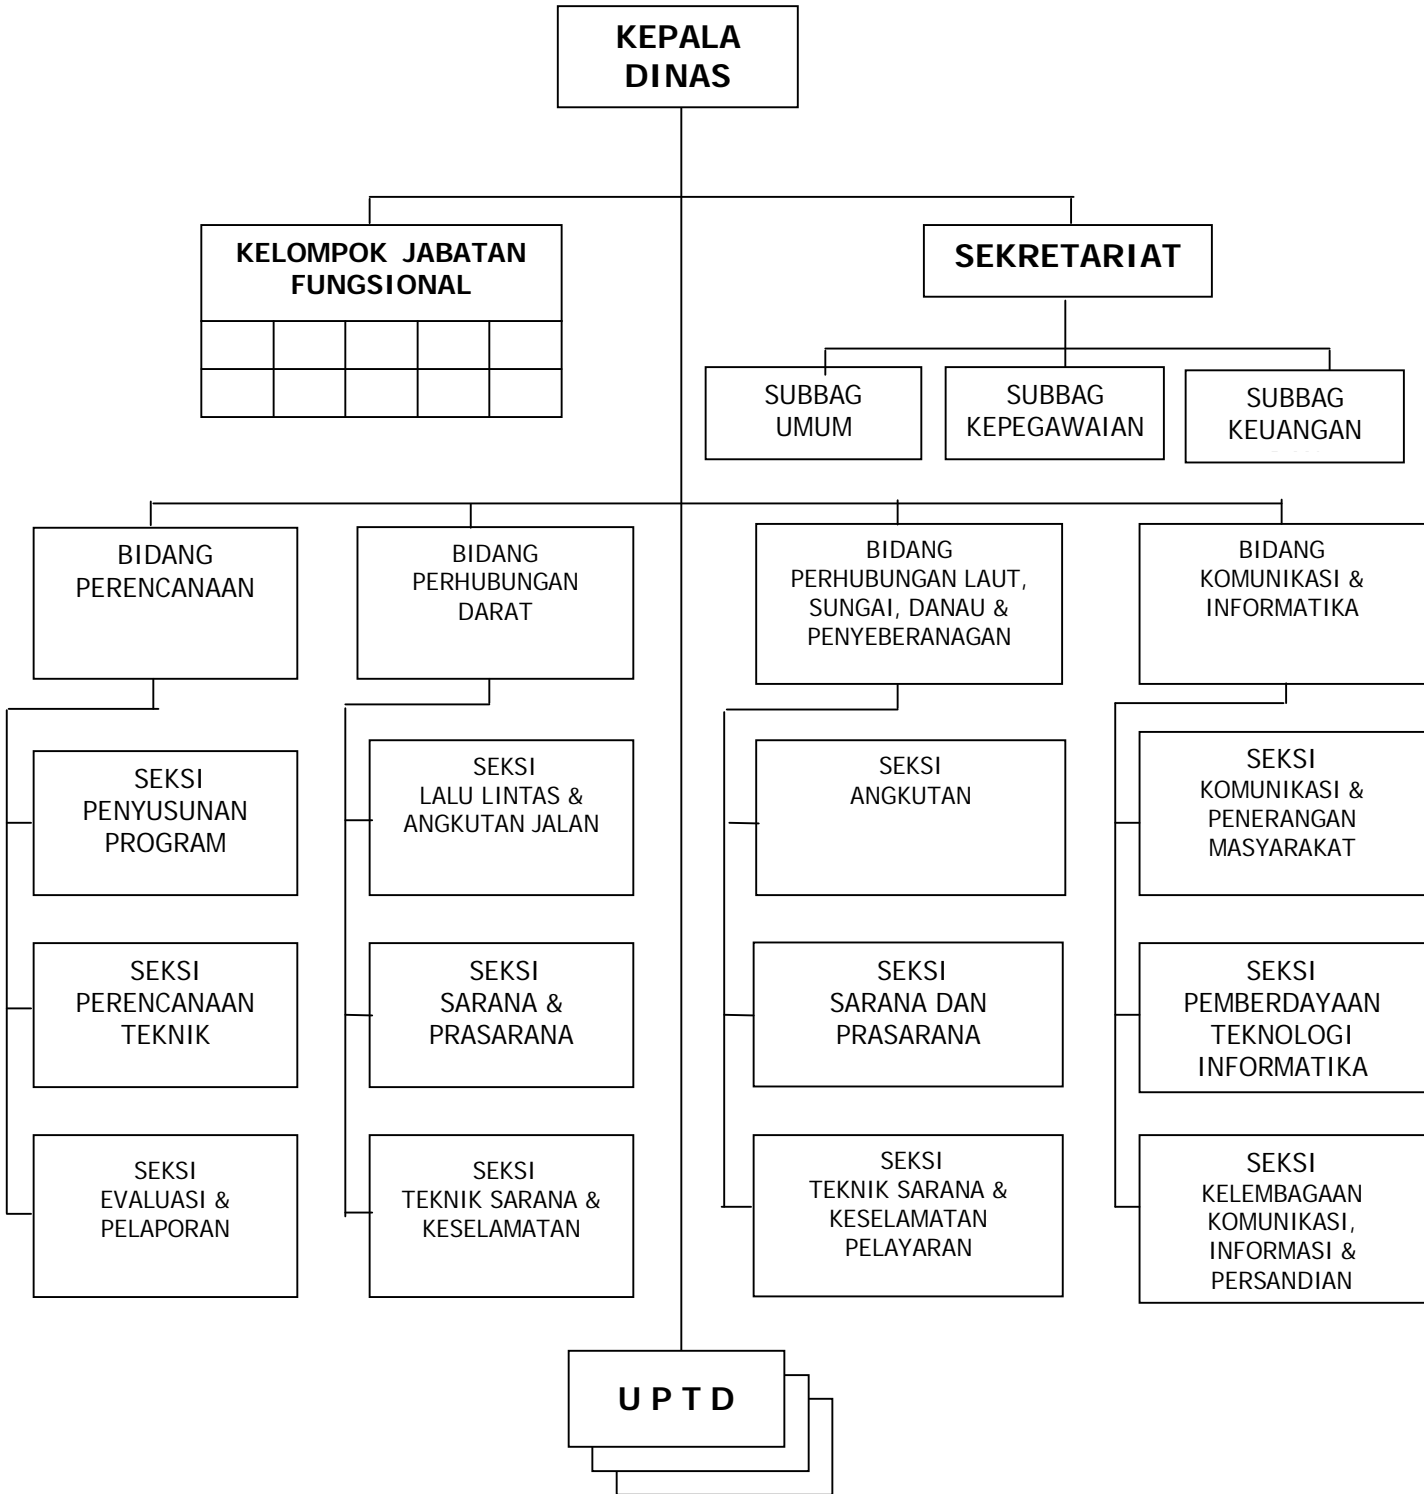 KEPALA
DINAS
KELOMPOK JABATAN
FUNGSIONAL
SEKRETARIAT
SUBBAG
UMUM
SUBBAG
KEPEGAWAIAN
SUBBAG
KEUANGAN
BIDANG
PERENCANAAN
BIDANG
PERHUBUNGAN
DARAT
BIDANG
PERHUBUNGAN LAUT,
SUNGAI, DANAU &
PENYEBERANAGAN
BIDANG
KOMUNIKASI &
INFORMATIKA
SEKSI
PENYUSUNAN
PROGRAM
SEKSI
LALU LINTAS &
ANGKUTAN JALAN
SEKSI
ANGKUTAN
SEKSI
KOMUNIKASI &
PENERANGAN
MASYARAKAT
SEKSI
PERENCANAAN
TEKNIK
SEKSI
SARANA &
PRASARANA
SEKSI
SARANA DAN
PRASARANA
SEKSI
PEMBERDAYAAN
TEKNOLOGI
INFORMATIKA
SEKSI
EVALUASI &
PELAPORAN
SEKSI
TEKNIK SARANA &
KESELAMATAN
SEKSI
TEKNIK SARANA &
KESELAMATAN
PELAYARAN
SEKSI
KELEMBAGAAN
KOMUNIKASI,
INFORMASI &
PERSANDIAN
U P T D